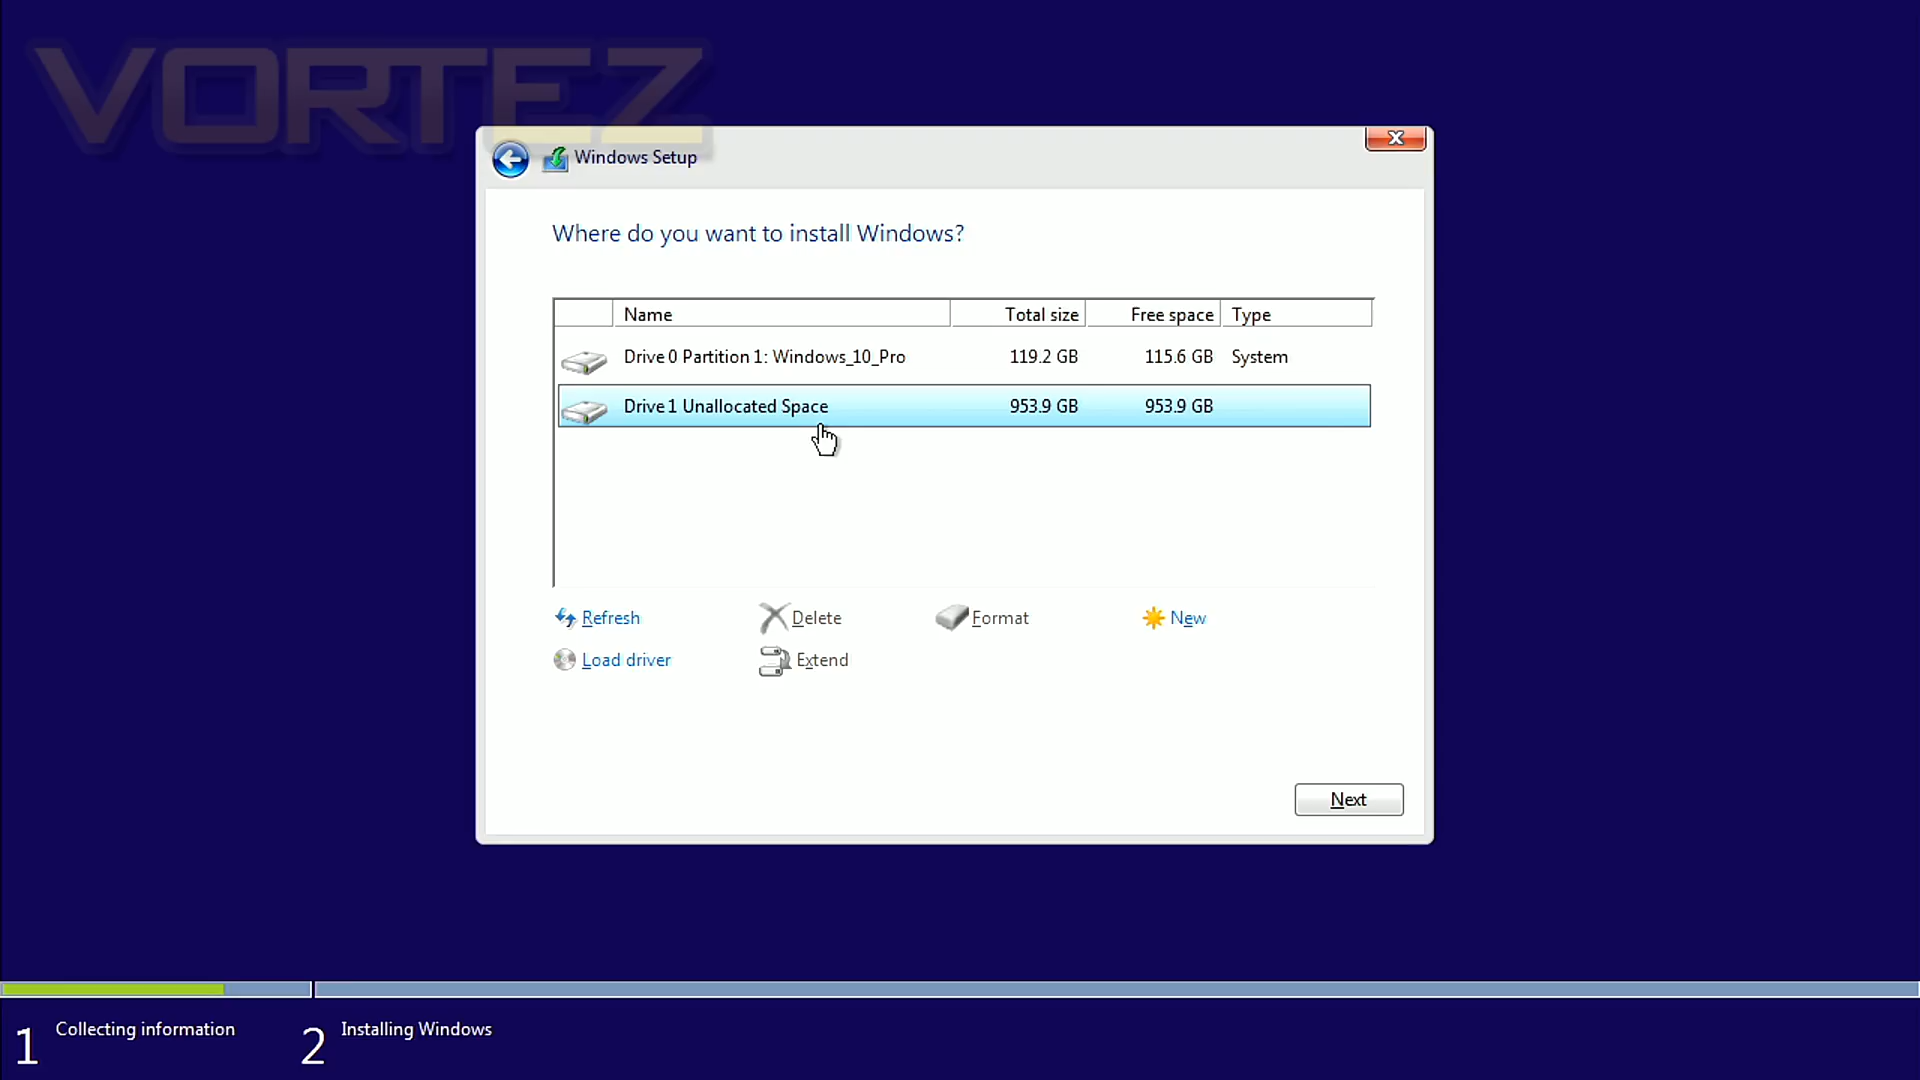 VORTEZ
Windows Setup
Where do you want to install Windows?
Name Total size Free space Type
Drive 0 Partition 1: Windows_10_Pro 119.2 GB 115.6 GB System
Drive 1 Unallocated Space 953.9 GB 953.9 GB
Refresh Delete Format New
Load driver Extend
Next
1 Collecting information 2 Installing Windows